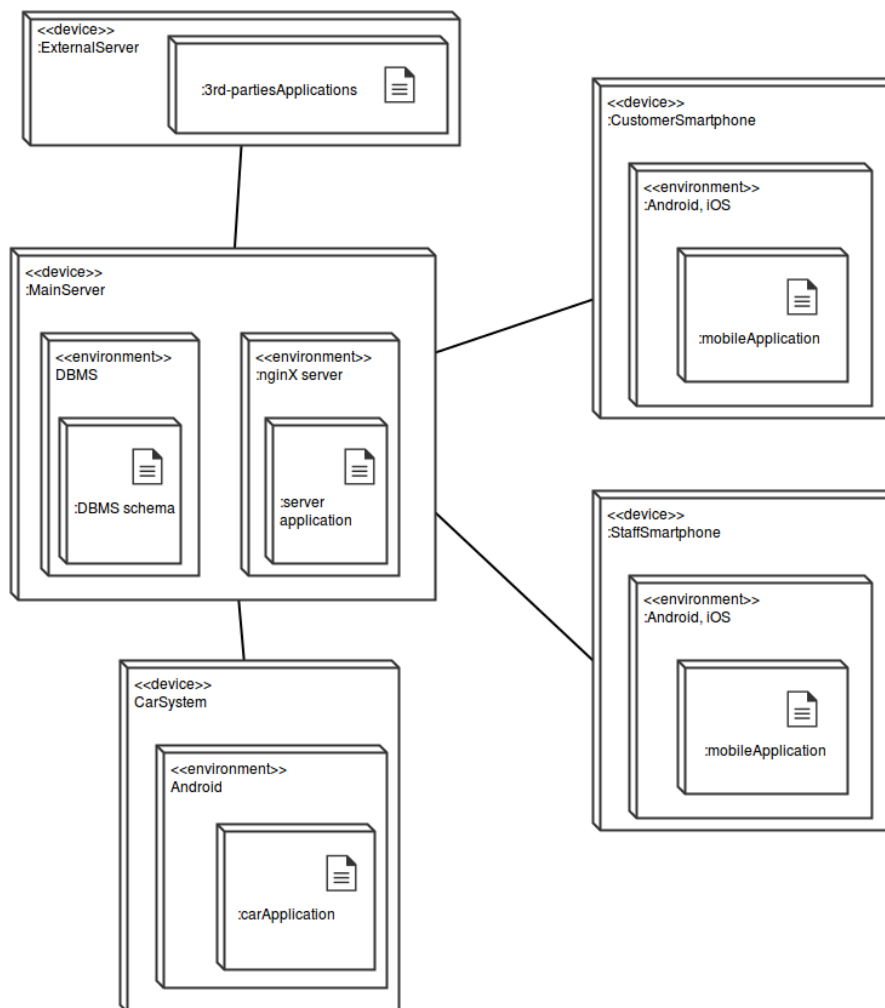 <<device>>
:ExternalServer
:3rd-partiesApplications
<<device>>
:CustomerSmartphone
<<environment>>
:Android, iOS
:mobileApplication
<<device>>
:MainServer
<<environment>>
DBMS
:DBMS schema
<<environment>>
:nginX server
:server
application
<<device>>
:StaffSmartphone
<<environment>>
:Android, iOS
:mobileApplication
<<device>>
CarSystem
<<environment>>
Android
:carApplication